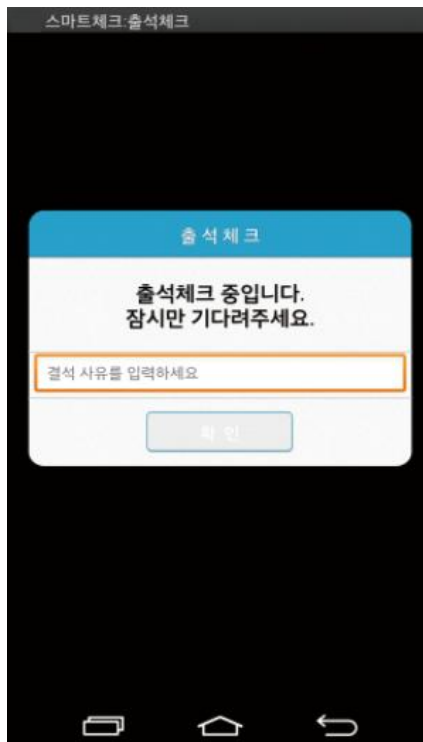 스마트체크:출석체크
출 석 체 크
출석체크 중입니다.
잠시만 기다려주세요.
결석 사유를 입력하세요
확 인